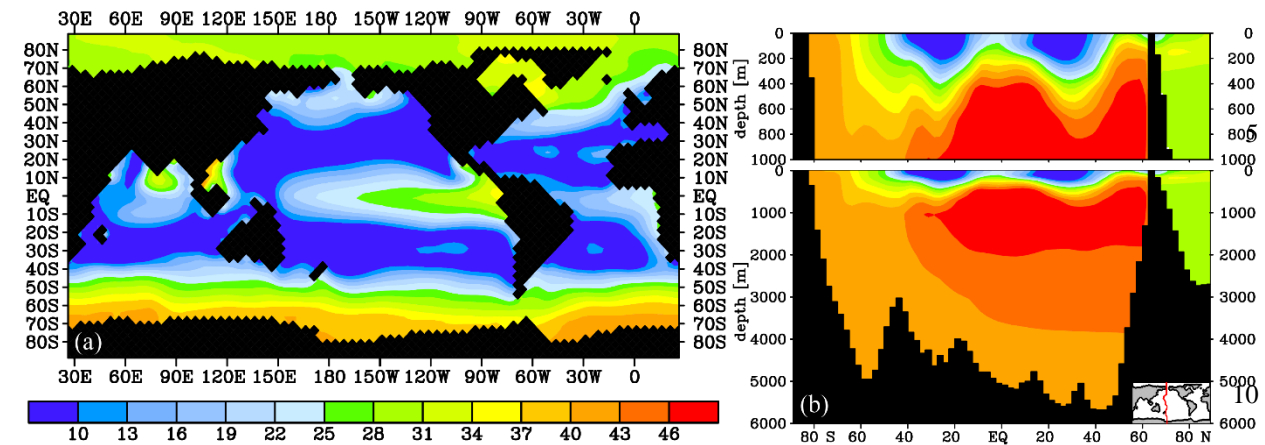 30E 60E 90E 120E 150E 180 150W 120W 90W 60W 30W 0
80N 80N
70N 70N
60N 60N
50N 50N
40N 40N
30N 30N
20N 20N
10N 10N
EQ EQ
10S 10S
20S 20S
30S 30S
40S 40S
50S 50S
60S 60S
70S 70S
80S 80S
(a)
30E 60E 90E 120E 150E 180 150W 120W 90W 60W 30W 0
10 13 16 19 22 25 28 31 34 37 40 43 46
depth [m]
0 0
200 200
400 400
600 600
800 800
5
1000 1000
depth [m]
0 0
1000 1000
2000 2000
3000 3000
4000 4000
5000 5000
10
6000 6000
(b)
80 S 60 40 20 EQ 20 40 60 80 N